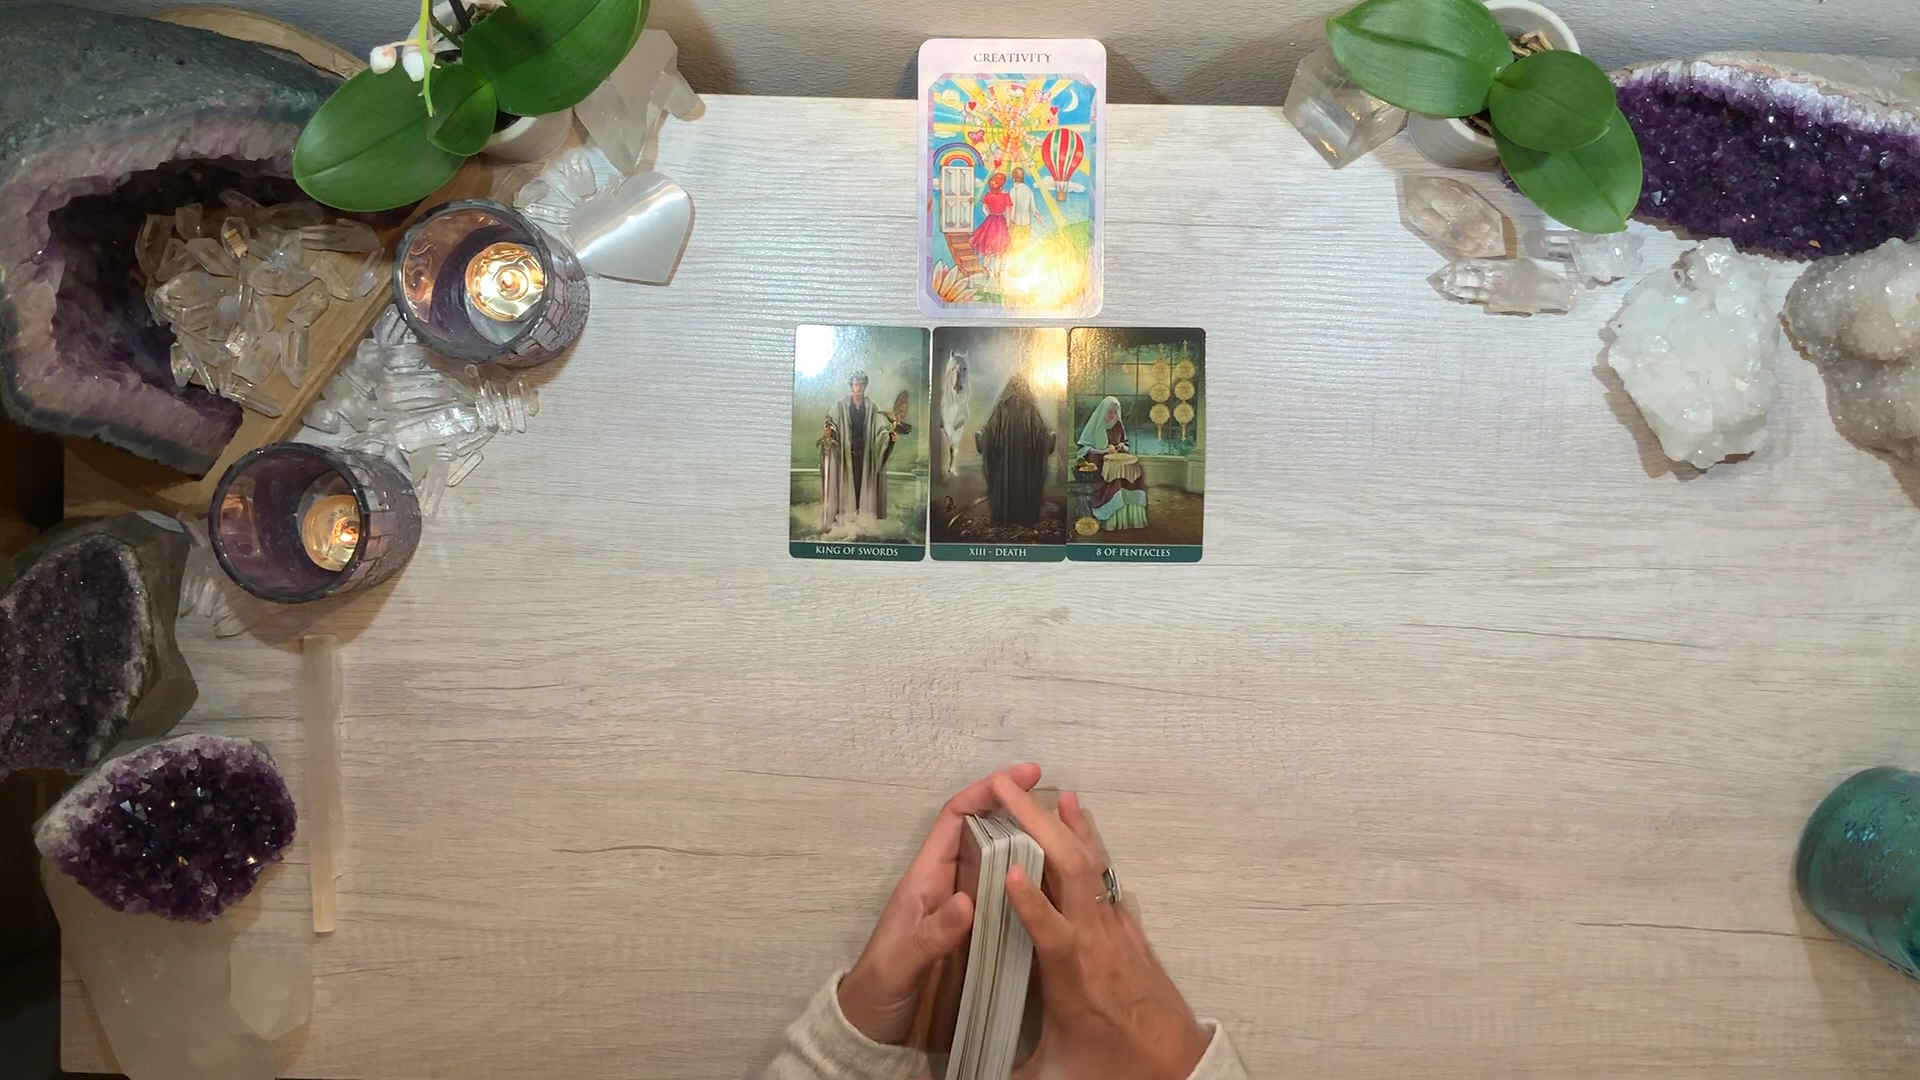 CREATIVITY
KING OF SWORDS
XIII - DEATH
8 OF PENTACLES